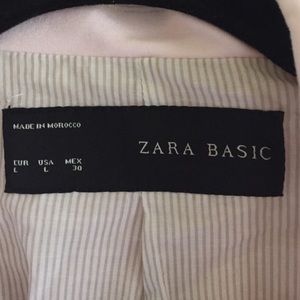 MADE IN MOROCCO
ZARA BASIC
EUR USA MEX
L L 30